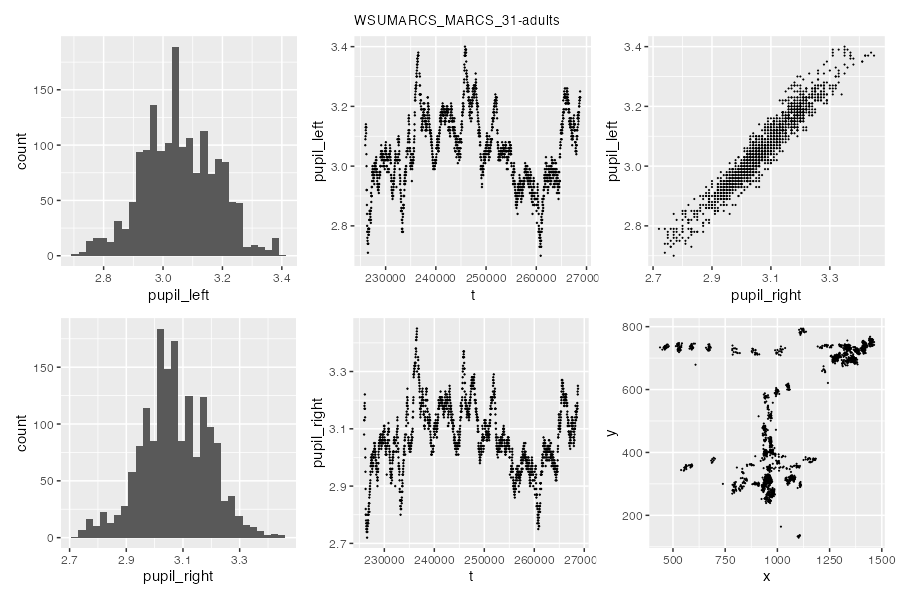 WSUMARCS_MARCS_31-adults
count
150
100
50
0
2.8 3.0 3.2 3.4
pupil_left
pupil_left
3.4
3.2
3.0
2.8
230000 240000 250000 260000 27000
t
pupil_left
3.4
3.2
3.0
2.8
2.7 2.9 3.1 3.3
pupil_right
count
150
100
50
0
2.7 2.9 3.1 3.3
pupil_right
pupil_right
3.3
3.1
2.9
2.7
230000 240000 250000 260000 27000
t
y
800
600
400
200
500 750 1000 1250 1500
x